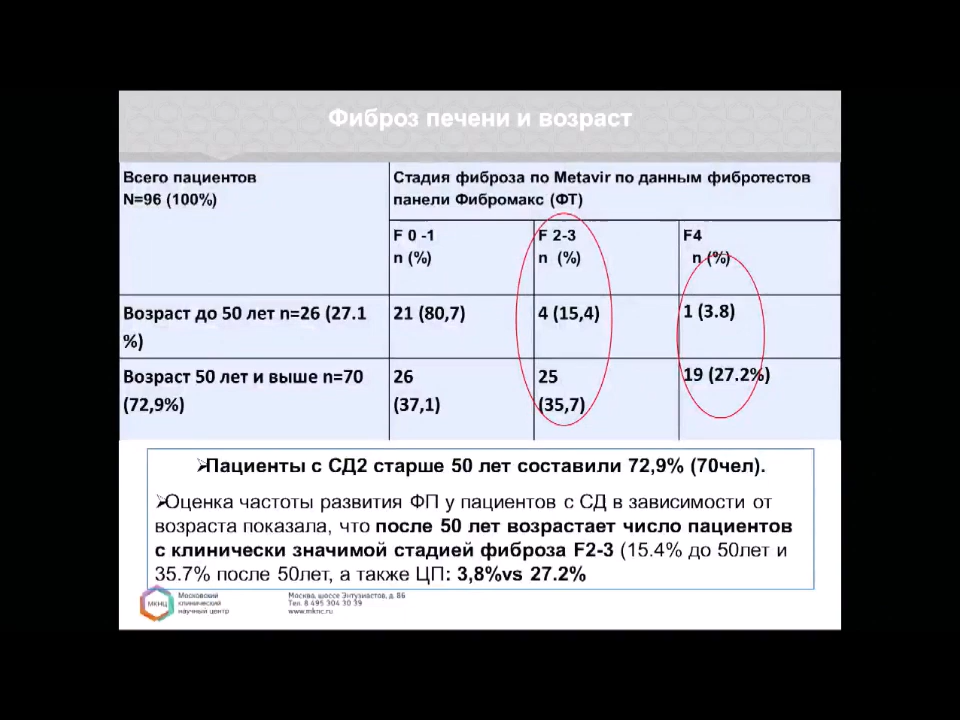 Фиброз печени и возраст
Всего пациентов
N=96 (100%)
Стадия фиброза по Metavir по данным фибротестов
панели Фибромакс (ФТ)
F 0 -1
n (%)
F 2-3
n (%)
F4
n (%)
Возраст до 50 лет n=26 (27.1
%)
21 (80,7)
4 (15,4)
1 (3.8)
Возраст 50 лет и выше n=70
(72,9%)
26
(37,1)
25
(35,7)
19 (27.2%)
➢Пациенты с СД2 старше 50 лет составили 72,9% (70чел).
➢Оценка частоты развития ФП у пациентов с СД в зависимости от
возраста показала, что после 50 лет возрастает число пациентов
с клинически значимой стадией фиброза F2-3 (15.4% до 50лет и
35.7% после 50лет, а также ЦП: 3,8%vs 27.2%
МКНЦ
Московский
клинический
научный центр
Москва, шоссе Энтузиастов, д. 86
Тел. 8 495 304 30 39
www.mknc.ru